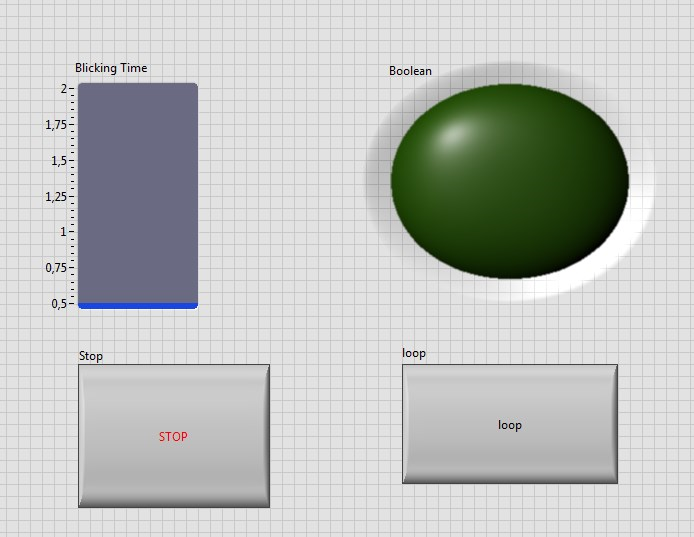 Blicking Time
Boolean
2
1,75
1,5
1,25
1
0,75
0,5
Stop
loop
STOP
loop